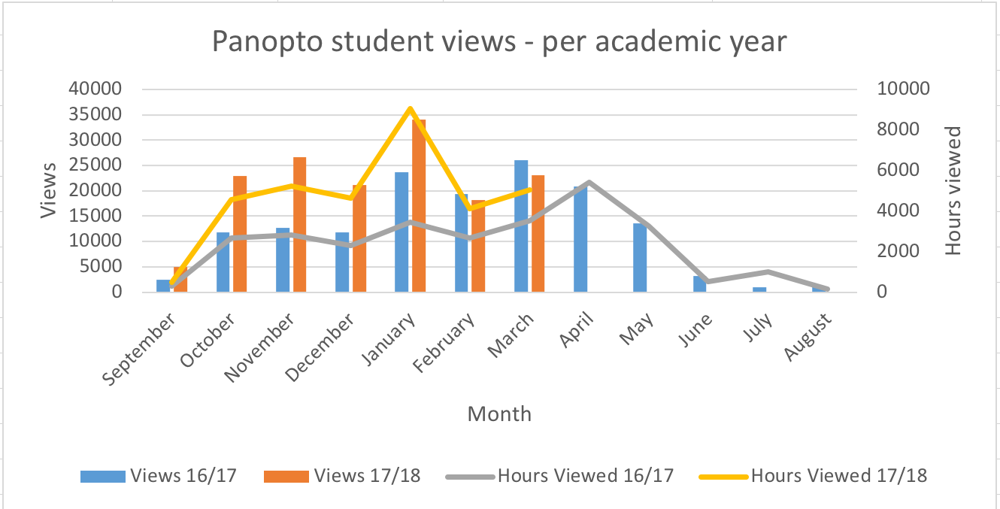 Panopto student views - per academic year
40000
35000
30000
25000
20000
15000
10000
5000
0
Views
10000
8000
6000
4000
2000
0
Hours viewed
September
October
November
December
January
February
March
April
May
June
July
August
Month
Views 16/17
Views 17/18
Hours Viewed 16/17
Hours Viewed 17/18